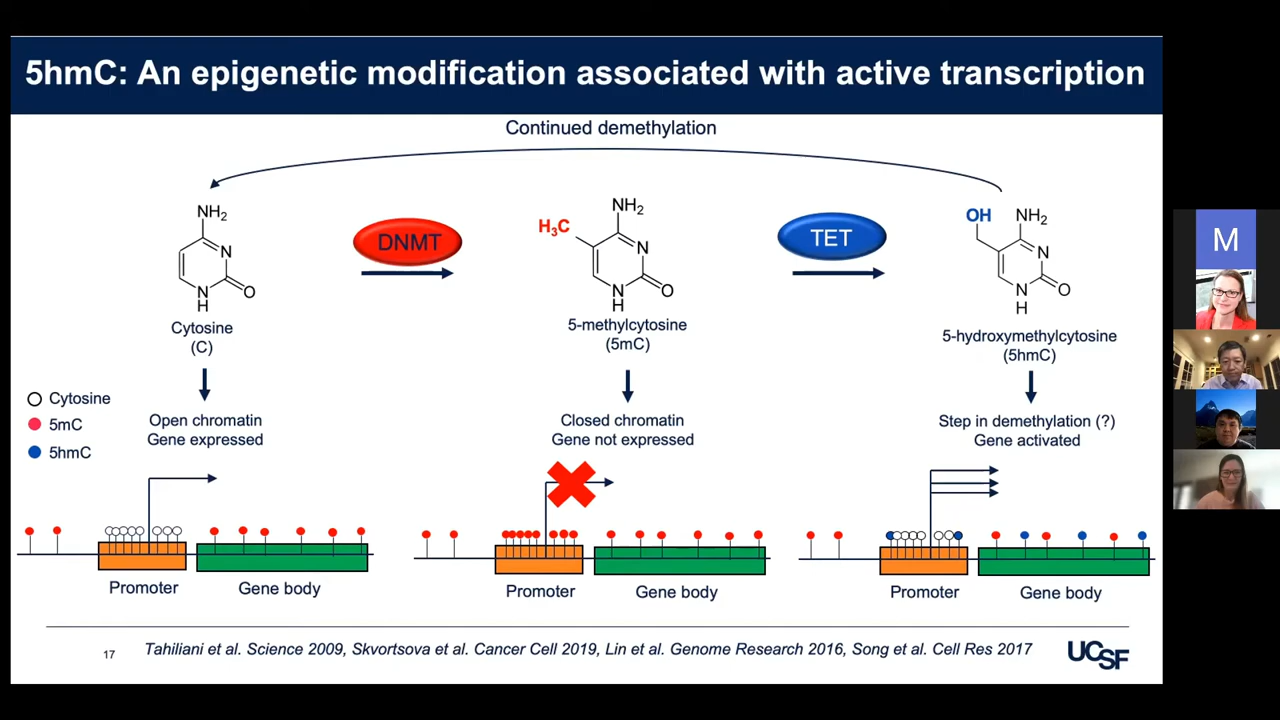 5hmC: An epigenetic modification associated with active transcription
Continued demethylation
NH₂
N
N
H
O
Cytosine
(C)
DNMT
H₃C
NH₂
N
N
H
O
5-methylcytosine
(5mC)
TET
OH
NH₂
N
N
H
O
5-hydroxymethylcytosine
(5hmC)
Cytosine
5mC
5hmC
Open chromatin
Gene expressed
Closed chromatin
Gene not expressed
Step in demethylation (?)
Gene activated
Promoter
Gene body
Promoter
Gene body
Promoter
Gene body
17
Tahiliani et al. Science 2009, Skvortsova et al. Cancer Cell 2019, Lin et al. Genome Research 2016, Song et al. Cell Res 2017
UCSF
M